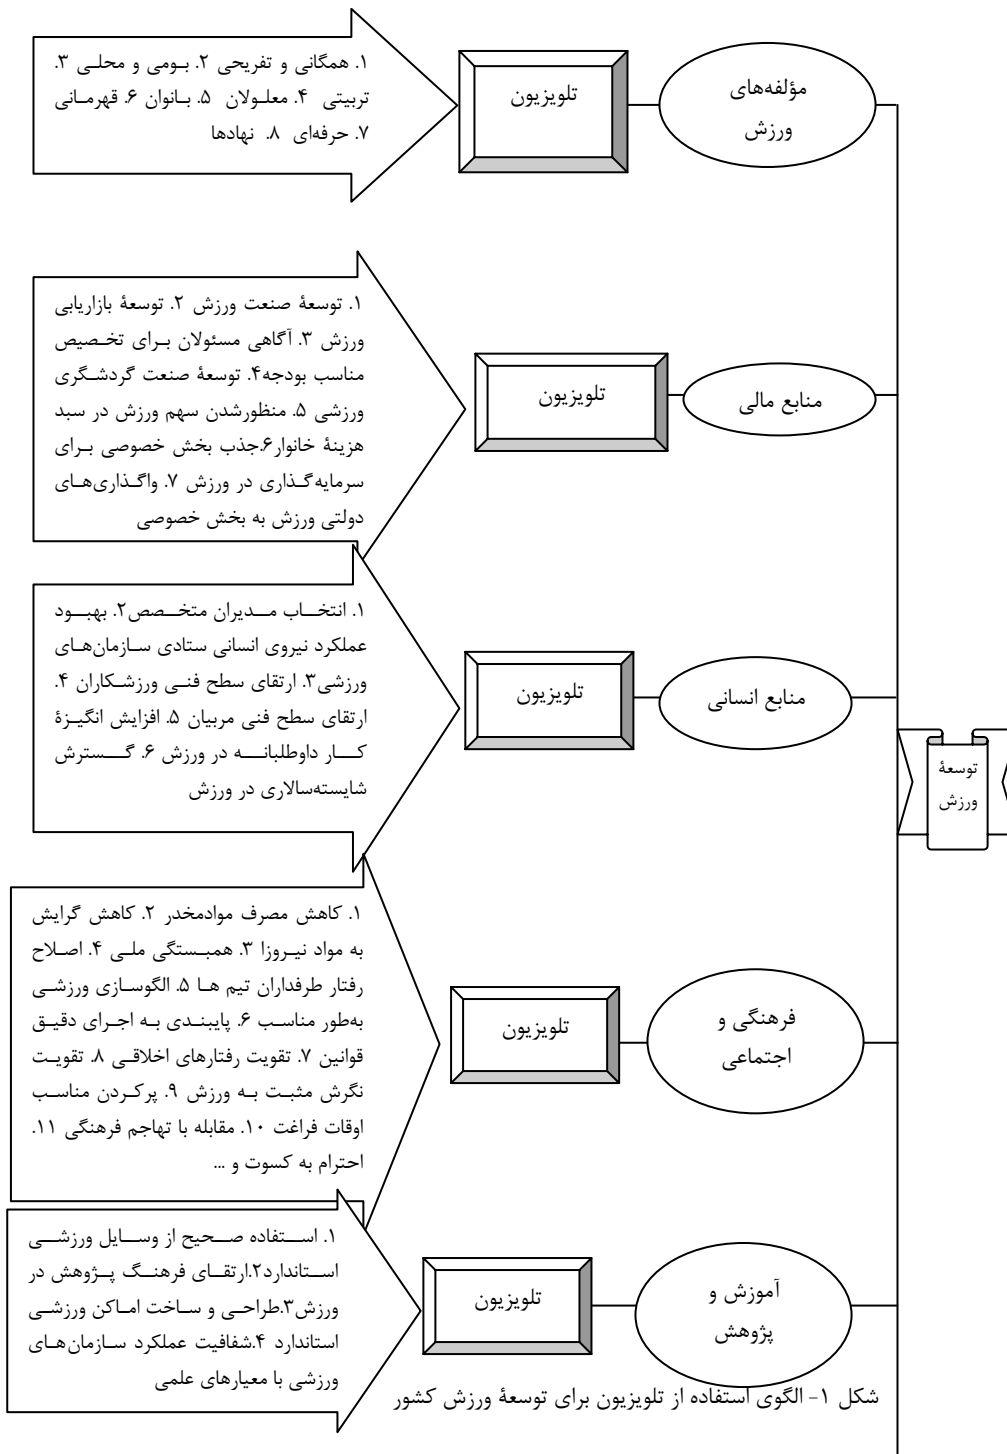 ۱. همگانی و تفریحی ۲. بومی و محلی ۳.
تربیتی ۴. معلولان ۵. بانوان ۶. قهرمانی
۷. حرفه‌ای ۸. نهادها
تلویزیون
مؤلفه‌های
ورزش
۱. توسعهٔ صنعت ورزش ۲. توسعهٔ بازاریابی
ورزش ۳. آگاهی مسئولان برای تخصیص
مناسب بودجه۴. توسعهٔ صنعت گردشگری
ورزشی ۵. منظورشدن سهم ورزش در سبد
هزینهٔ خانوار۶.جذب بخش خصوصی برای
سرمایه‌گذاری در ورزش ۷. واگذاری‌های
دولتی ورزش به بخش خصوصی
تلویزیون
منابع مالی
۱. انتخاب مدیران متخصص۲. بهبود
عملکرد نیروی انسانی ستادی سازمان‌های
ورزشی۳. ارتقای سطح فنی ورزشکاران ۴.
ارتقای سطح فنی مربیان ۵. افزایش انگیزهٔ
کار داوطلبانه در ورزش ۶. گسترش
شایسته‌سالاری در ورزش
تلویزیون
منابع انسانی
توسعهٔ
ورزش
۱. کاهش مصرف موادمخدر ۲. کاهش گرایش
به مواد نیروزا ۳. همبستگی ملی ۴. اصلاح
رفتار طرفداران تیم ها ۵. الگوسازی ورزشی
به‌طور مناسب ۶. پایبندی به اجرای دقیق
قوانین ۷. تقویت رفتارهای اخلاقی ۸. تقویت
نگرش مثبت به ورزش ۹. پرکردن مناسب
اوقات فراغت ۱۰. مقابله با تهاجم فرهنگی ۱۱.
احترام به کسوت و ...
تلویزیون
فرهنگی و
اجتماعی
۱. استفاده صحیح از وسایل ورزشی
استاندارد۲.ارتقای فرهنگ پژوهش در
ورزش۳.طراحی و ساخت اماکن ورزشی
استاندارد ۴.شفافیت عملکرد سازمان‌های
ورزشی با معیارهای علمی
تلویزیون
آموزش و
پژوهش
شکل ۱- الگوی استفاده از تلویزیون برای توسعهٔ ورزش کشور